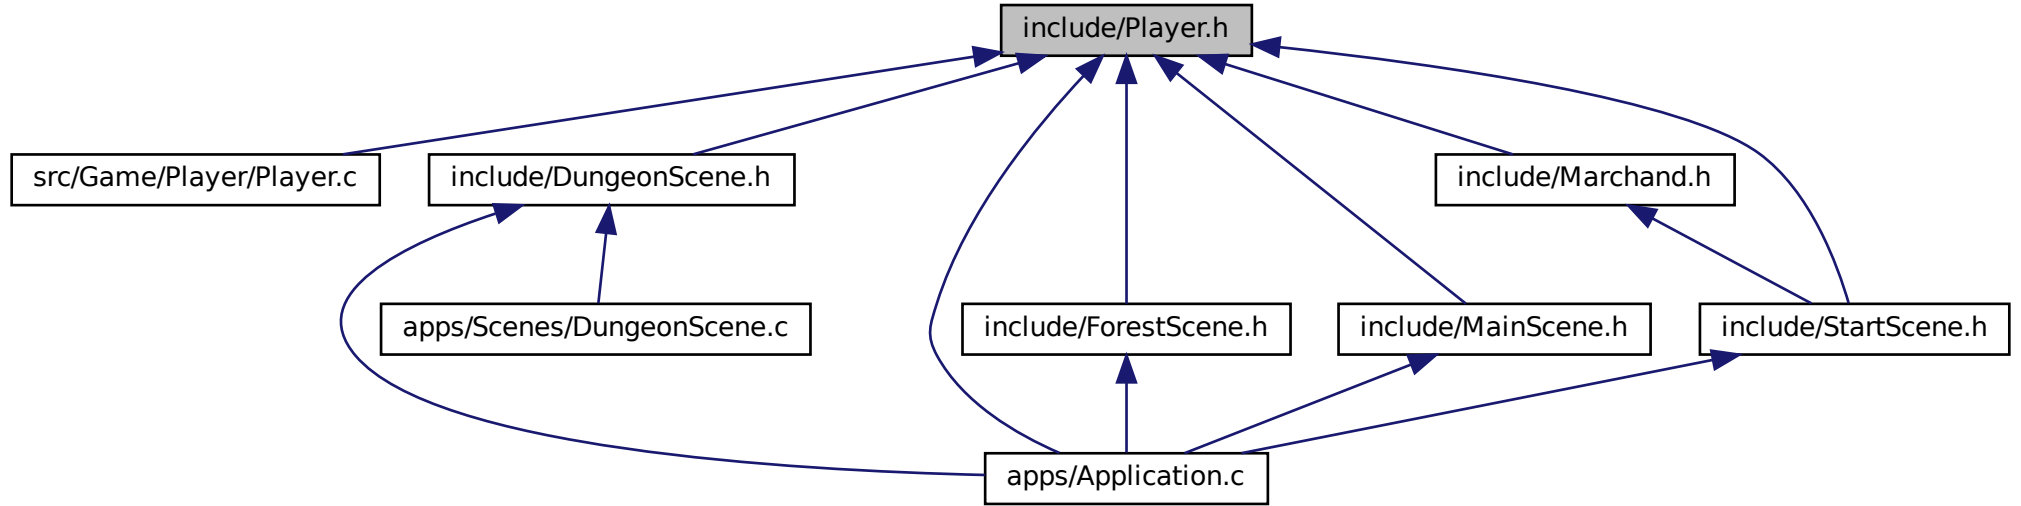 include/Player.h
src/Game/Player/Player.c
include/DungeonScene.h
include/Marchand.h
apps/Scenes/DungeonScene.c
include/ForestScene.h
include/MainScene.h
include/StartScene.h
apps/Application.c